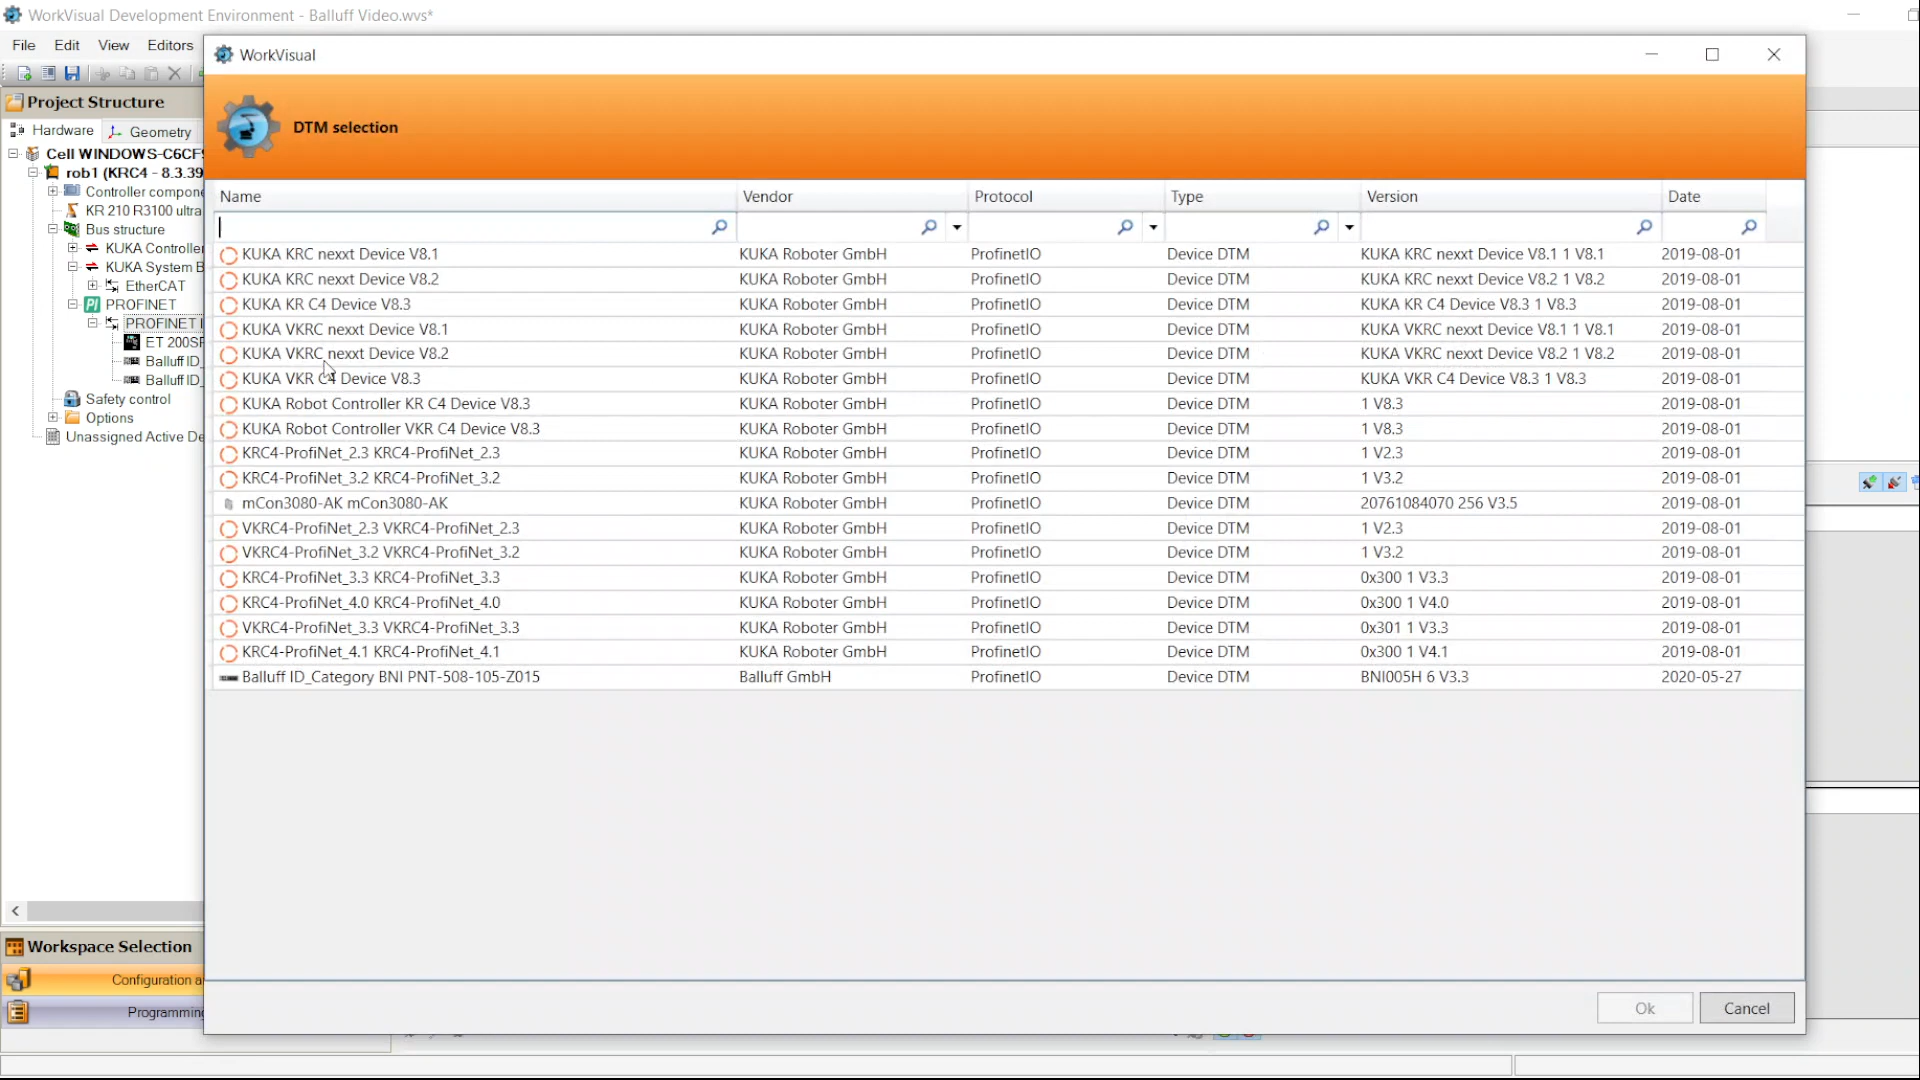 WorkVisual Development Environment - Balluff Video.wvs*
File Edit View Editors
WorkVisual
Project Structure
DTM selection
Hardware Geometry
Cell WINDOWS-C6CF9
rob1 (KRC4 - 8.3.39
Controller compone
KR 210 R3100 ultra
Bus structure
KUKA Controller
KUKA System B
EtherCAT
PROFINET
PROFINET I
ET 200SF
Balluff ID_
Balluff ID_
Safety control
Options
Unassigned Active De
Name Vendor Protocol Type Version Date
KUKA KRC nexxt Device V8.1 KUKA Roboter GmbH ProfinetIO Device DTM KUKA KRC nexxt Device V8.1 1 V8.1 2019-08-01
KUKA KRC nexxt Device V8.2 KUKA Roboter GmbH ProfinetIO Device DTM KUKA KRC nexxt Device V8.2 1 V8.2 2019-08-01
KUKA KR C4 Device V8.3 KUKA Roboter GmbH ProfinetIO Device DTM KUKA KR C4 Device V8.3 1 V8.3 2019-08-01
KUKA VKRC nexxt Device V8.1 KUKA Roboter GmbH ProfinetIO Device DTM KUKA VKRC nexxt Device V8.1 1 V8.1 2019-08-01
KUKA VKRC nexxt Device V8.2 KUKA Roboter GmbH ProfinetIO Device DTM KUKA VKRC nexxt Device V8.2 1 V8.2 2019-08-01
KUKA VKR C4 Device V8.3 KUKA Roboter GmbH ProfinetIO Device DTM KUKA VKR C4 Device V8.3 1 V8.3 2019-08-01
KUKA Robot Controller KR C4 Device V8.3 KUKA Roboter GmbH ProfinetIO Device DTM 1 V8.3 2019-08-01
KUKA Robot Controller VKR C4 Device V8.3 KUKA Roboter GmbH ProfinetIO Device DTM 1 V8.3 2019-08-01
KRC4-ProfiNet_2.3 KRC4-ProfiNet_2.3 KUKA Roboter GmbH ProfinetIO Device DTM 1 V2.3 2019-08-01
KRC4-ProfiNet_3.2 KRC4-ProfiNet_3.2 KUKA Roboter GmbH ProfinetIO Device DTM 1 V3.2 2019-08-01
mCon3080-AK mCon3080-AK KUKA Roboter GmbH ProfinetIO Device DTM 20761084070 256 V3.5 2019-08-01
VKRC4-ProfiNet_2.3 VKRC4-ProfiNet_2.3 KUKA Roboter GmbH ProfinetIO Device DTM 1 V2.3 2019-08-01
VKRC4-ProfiNet_3.2 VKRC4-ProfiNet_3.2 KUKA Roboter GmbH ProfinetIO Device DTM 1 V3.2 2019-08-01
KRC4-ProfiNet_3.3 KRC4-ProfiNet_3.3 KUKA Roboter GmbH ProfinetIO Device DTM 0x300 1 V3.3 2019-08-01
KRC4-ProfiNet_4.0 KRC4-ProfiNet_4.0 KUKA Roboter GmbH ProfinetIO Device DTM 0x300 1 V4.0 2019-08-01
VKRC4-ProfiNet_3.3 VKRC4-ProfiNet_3.3 KUKA Roboter GmbH ProfinetIO Device DTM 0x301 1 V3.3 2019-08-01
KRC4-ProfiNet_4.1 KRC4-ProfiNet_4.1 KUKA Roboter GmbH ProfinetIO Device DTM 0x300 1 V4.1 2019-08-01
Balluff ID_Category BNI PNT-508-105-Z015 Balluff GmbH ProfinetIO Device DTM BNI005H 6 V3.3 2020-05-27
Workspace Selection
Configuration a
Programming
Ok Cancel